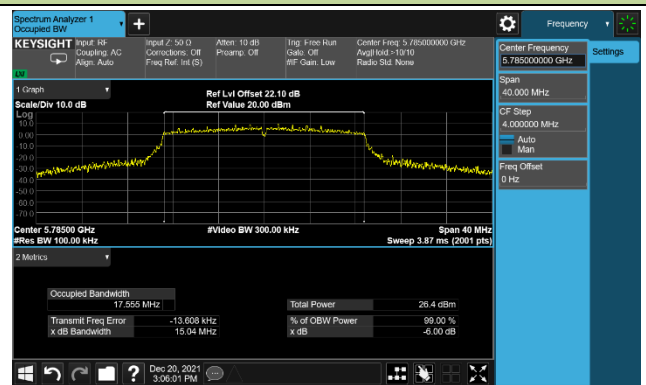 Spectrum Analyzer 1
Occupied BW
+
Frequency
KEYSIGHT
Input: RF
Coupling: AC
Align: Auto
Input Z: 50 Ω
Corrections: Off
Freq Ref: Int (S)
Atten: 10 dB
Preamp: Off
Trig: Free Run
Gate: Off
#IF Gain: Low
Center Freq: 5.785000000 GHz
Avg|Hold:>10/10
Radio Std: None
Center Frequency
5.785000000 GHz
Settings
Span
40.000 MHz
CF Step
4.000000 MHz
Auto
Man
Freq Offset
0 Hz
1 Graph
Scale/Div 10.0 dB
Ref Lvl Offset 22.10 dB
Ref Value 20.00 dBm
Log
10.0
0.00
-10.0
-20.0
-30.0
-40.0
-50.0
-60.0
-70.0
Center 5.78500 GHz
#Res BW 100.00 kHz
#Video BW 300.00 kHz
Span 40 MHz
Sweep 3.87 ms (2001 pts)
2 Metrics
Occupied Bandwidth
17.555 MHz
Total Power 26.4 dBm
Transmit Freq Error -13.608 kHz
% of OBW Power 99.00 %
x dB Bandwidth 15.04 MHz
x dB -6.00 dB
?
Dec 20, 2021
3:06:01 PM